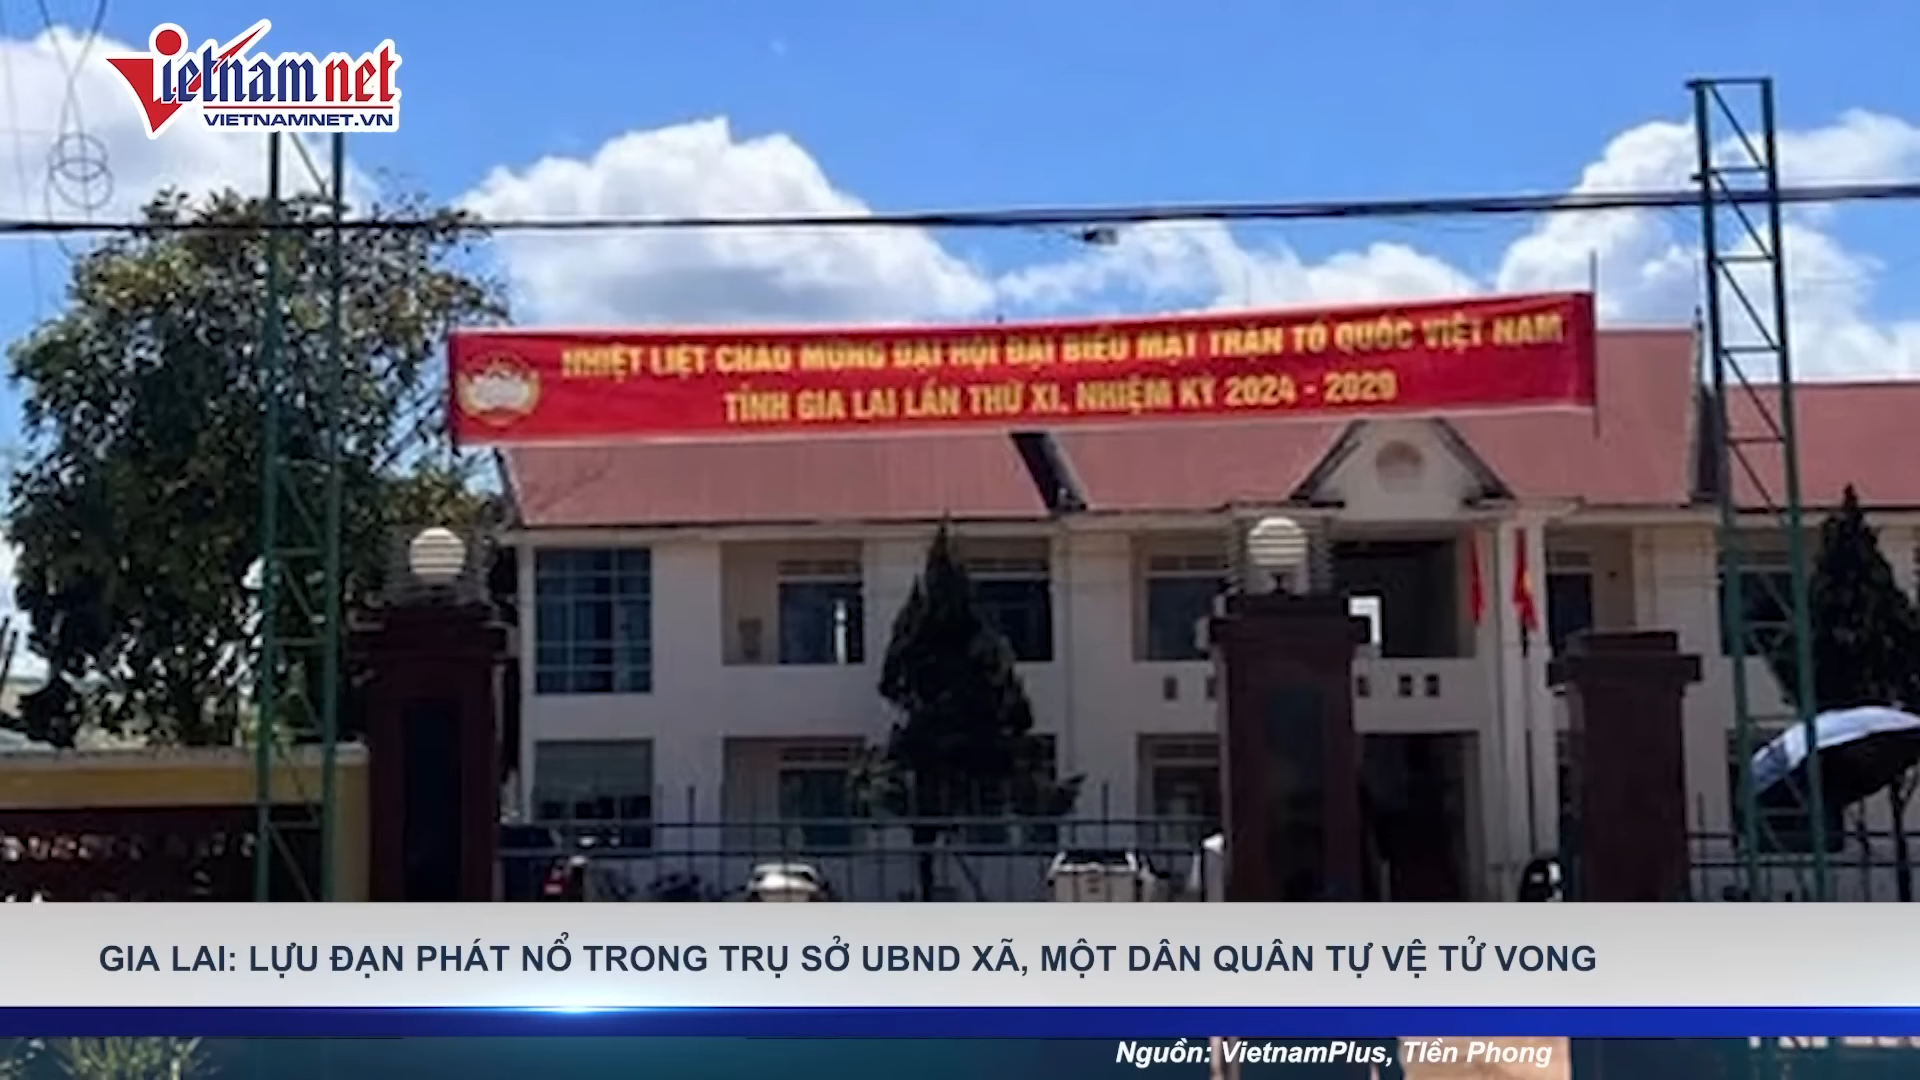 Vietnamnet
VIETNAMNET.VN
NHIỆT LIỆT CHÀO MỪNG ĐẠI HỘI ĐẠI BIỂU MẶT TRẬN TỔ QUỐC VIỆT NAM
TỈNH GIA LAI LẦN THỨ XI, NHIỆM KỲ 2024 - 2029
GIA LAI: LỰU ĐẠN PHÁT NỔ TRONG TRỤ SỞ UBND XÃ, MỘT DÂN QUÂN TỰ VỆ TỬ VONG
Nguồn: VietnamPlus, TIền Phong